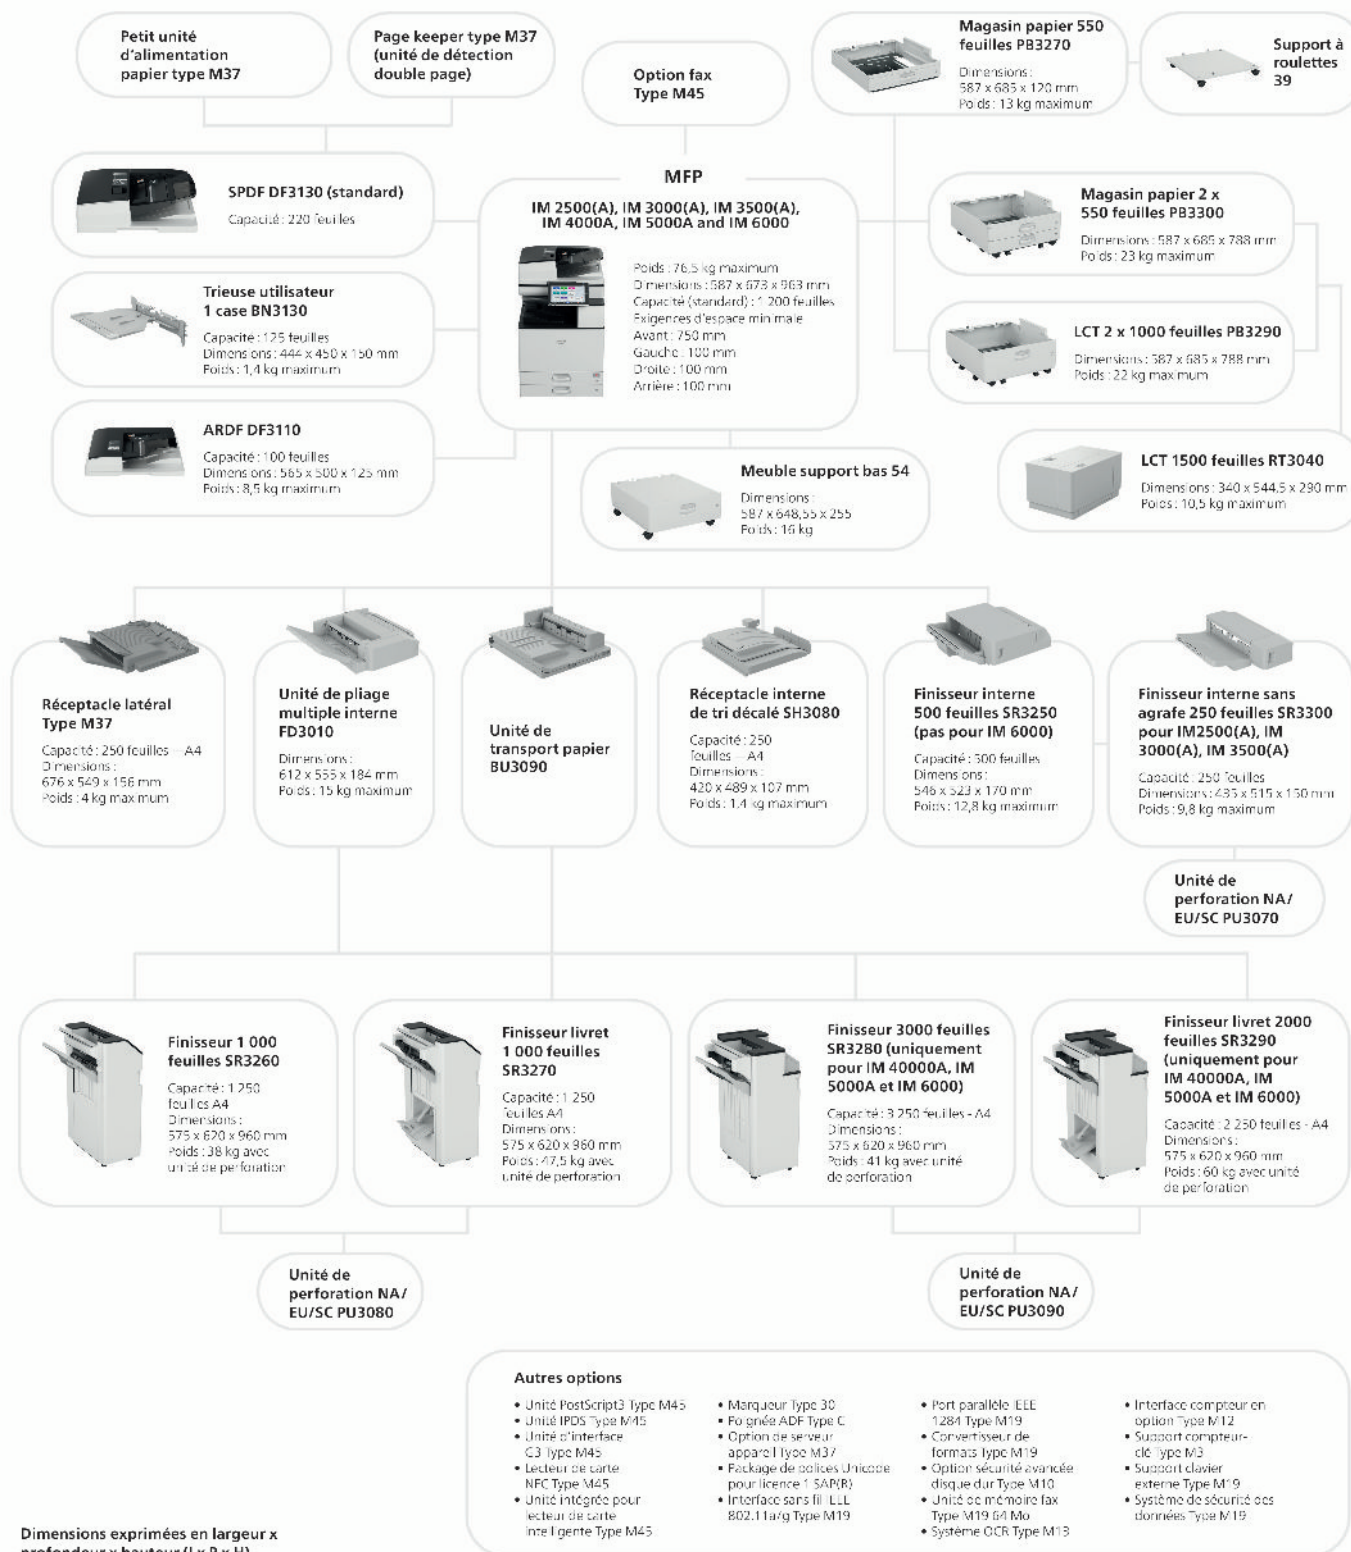 Petit unité
d'alimentation
papier type M37
Page keeper type M37
(unité de détection
double page)
Option fax
Type M45
Magasin papier 550
feuilles PB3270
Dimensions :
587 x 685 x 120 mm
Poids : 13 kg maximum
Support à
roulettes
39
SPDF DF3130 (standard)
Capacité : 220 feuilles
MFP
IM 2500(A), IM 3000(A), IM 3500(A),
IM 4000A, IM 5000A and IM 6000
Poids : 76,5 kg maximum
Dimensions : 587 x 673 x 963 mm
Capacité (standard) : 1 200 feuilles
Exigences d'espace minimale
Avant : 750 mm
Gauche : 100 mm
Droite : 100 mm
Arrière : 100 mm
Magasin papier 2 x
550 feuilles PB3300
Dimensions : 587 x 685 x 788 mm
Poids : 23 kg maximum
Trieuse utilisateur
1 case BN3130
Capacité : 125 feuilles
Dimensions : 444 x 450 x 150 mm
Poids : 1,4 kg maximum
LCT 2 x 1000 feuilles PB3290
Dimensions : 587 x 685 x 788 mm
Poids : 22 kg maximum
ARDF DF3110
Capacité : 100 feuilles
Dimensions : 565 x 500 x 125 mm
Poids : 8,5 kg maximum
Meuble support bas 54
Dimensions :
587 x 648,55 x 255
Poids : 16 kg
LCT 1500 feuilles RT3040
Dimensions : 340 x 544,5 x 290 mm
Poids : 10,5 kg maximum
Réceptacle latéral
Type M37
Capacité : 250 feuilles – A4
Dimensions :
676 x 549 x 156 mm
Poids : 4 kg maximum
Unité de pliage
multiple interne
FD3010
Dimensions :
612 x 555 x 184 mm
Poids : 15 kg maximum
Unité de
transport papier
BU3090
Réceptacle interne
de tri décalé SH3080
Capacité : 250
feuilles – A4
Dimensions :
420 x 489 x 107 mm
Poids : 1,4 kg maximum
Finisseur interne
500 feuilles SR3250
(pas pour IM 6000)
Capacité : 500 feuilles
Dimensions :
546 x 523 x 170 mm
Poids : 12,8 kg maximum
Finisseur interne sans
agrafe 250 feuilles SR3300
pour IM2500(A), IM
3000(A), IM 3500(A)
Capacité : 250 feuilles
Dimensions : 435 x 515 x 150 mm
Poids : 9,8 kg maximum
Unité de
perforation NA/
EU/SC PU3070
Finisseur 1 000
feuilles SR3260
Capacité : 1 250
feuilles A4
Dimensions :
575 x 620 x 960 mm
Poids : 38 kg avec
unité de perforation
Finisseur livret
1 000 feuilles
SR3270
Capacité : 1 250
feuilles A4
Dimensions :
575 x 620 x 960 mm
Poids : 47,5 kg avec
unité de perforation
Finisseur 3000 feuilles
SR3280 (uniquement
pour IM 40000A, IM
5000A et IM 6000)
Capacité : 3 250 feuilles - A4
Dimensions :
575 x 620 x 960 mm
Poids : 41 kg avec unité
de perforation
Finisseur livret 2000
feuilles SR3290
(uniquement pour
IM 40000A, IM
5000A et IM 6000)
Capacité : 2 250 feuilles - A4
Dimensions :
575 x 620 x 960 mm
Poids : 60 kg avec unité
de perforation
Unité de
perforation NA/
EU/SC PU3080
Unité de
perforation NA/
EU/SC PU3090
Autres options
• Unité PostScript3 Type M45
• Unité IPDS Type M45
• Unité d'interface
C3 Type M45
• Lecteur de carte
NFC Type M45
• Unité intégrée pour
lecteur de carte
intelligente Type M45
• Marqueur Type 30
• Poignée ADF Type C
• Option de serveur
appareil Type M37
• Package de polices Unicode
pour licence 1 SAP(R)
• Interface sans fil IEEE
802.11a/g Type M19
• Port parallèle IEEE
1284 Type M19
• Convertisseur de
formats Type M19
• Option sécurité avancée
disque dur Type M10
• Unité de mémoire fax
Type M19 64 Mo
• Système OCR Type M13
• Interface compteur en
option Type M12
• Support compteur-
clé Type M3
• Support clavier
externe Type M19
• Système de sécurité des
données Type M19
Dimensions exprimées en largeur x
profondeur x hauteur (l x P x H)